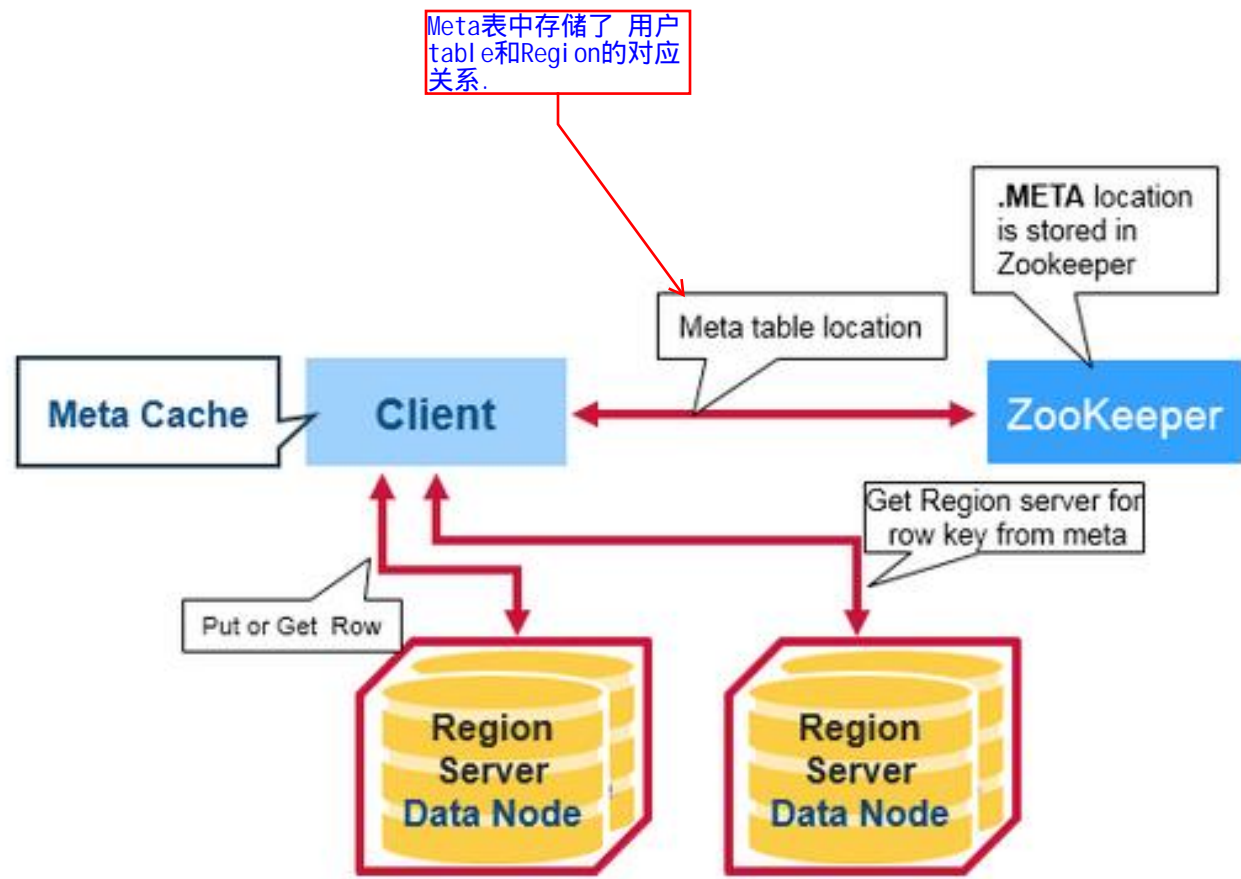 Meta表中存储了 用户
table和Region的对应
关系.
.META location
is stored in
Zookeeper
Meta table location
Meta Cache
Client
ZooKeeper
Get Region server for
row key from meta
Put or Get Row
Region
Server
Data Node
Region
Server
Data Node